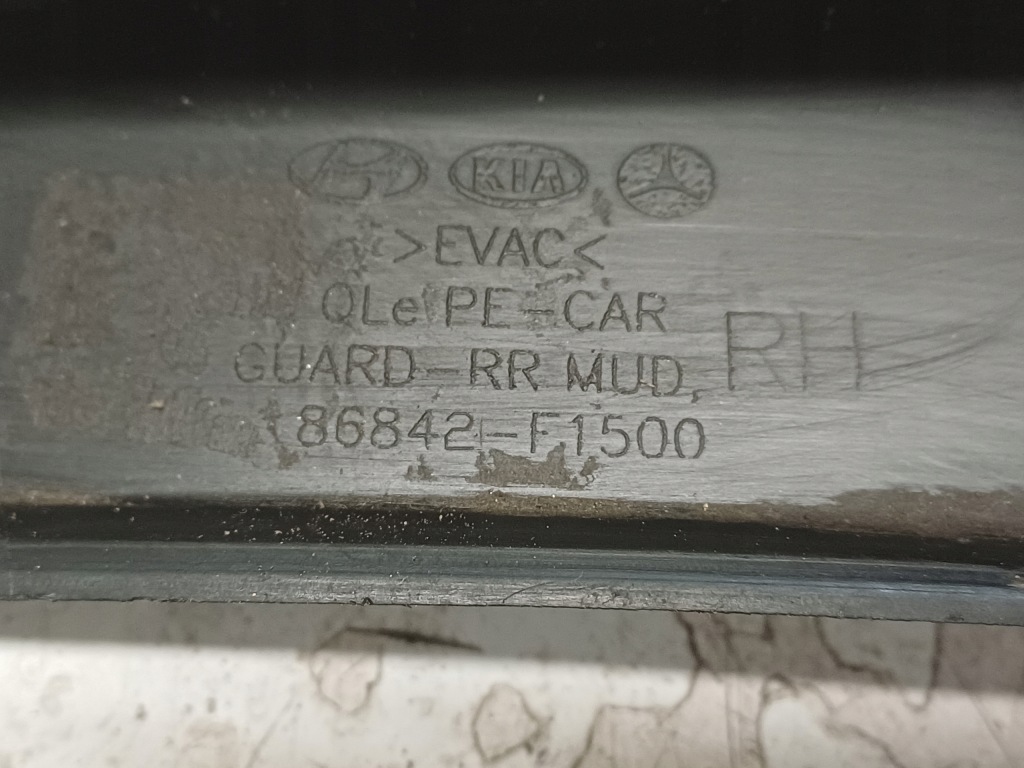 KIA
>EVAC<
QLe PE-CAR
GUARD-RR MUD, RH
86842-F1500